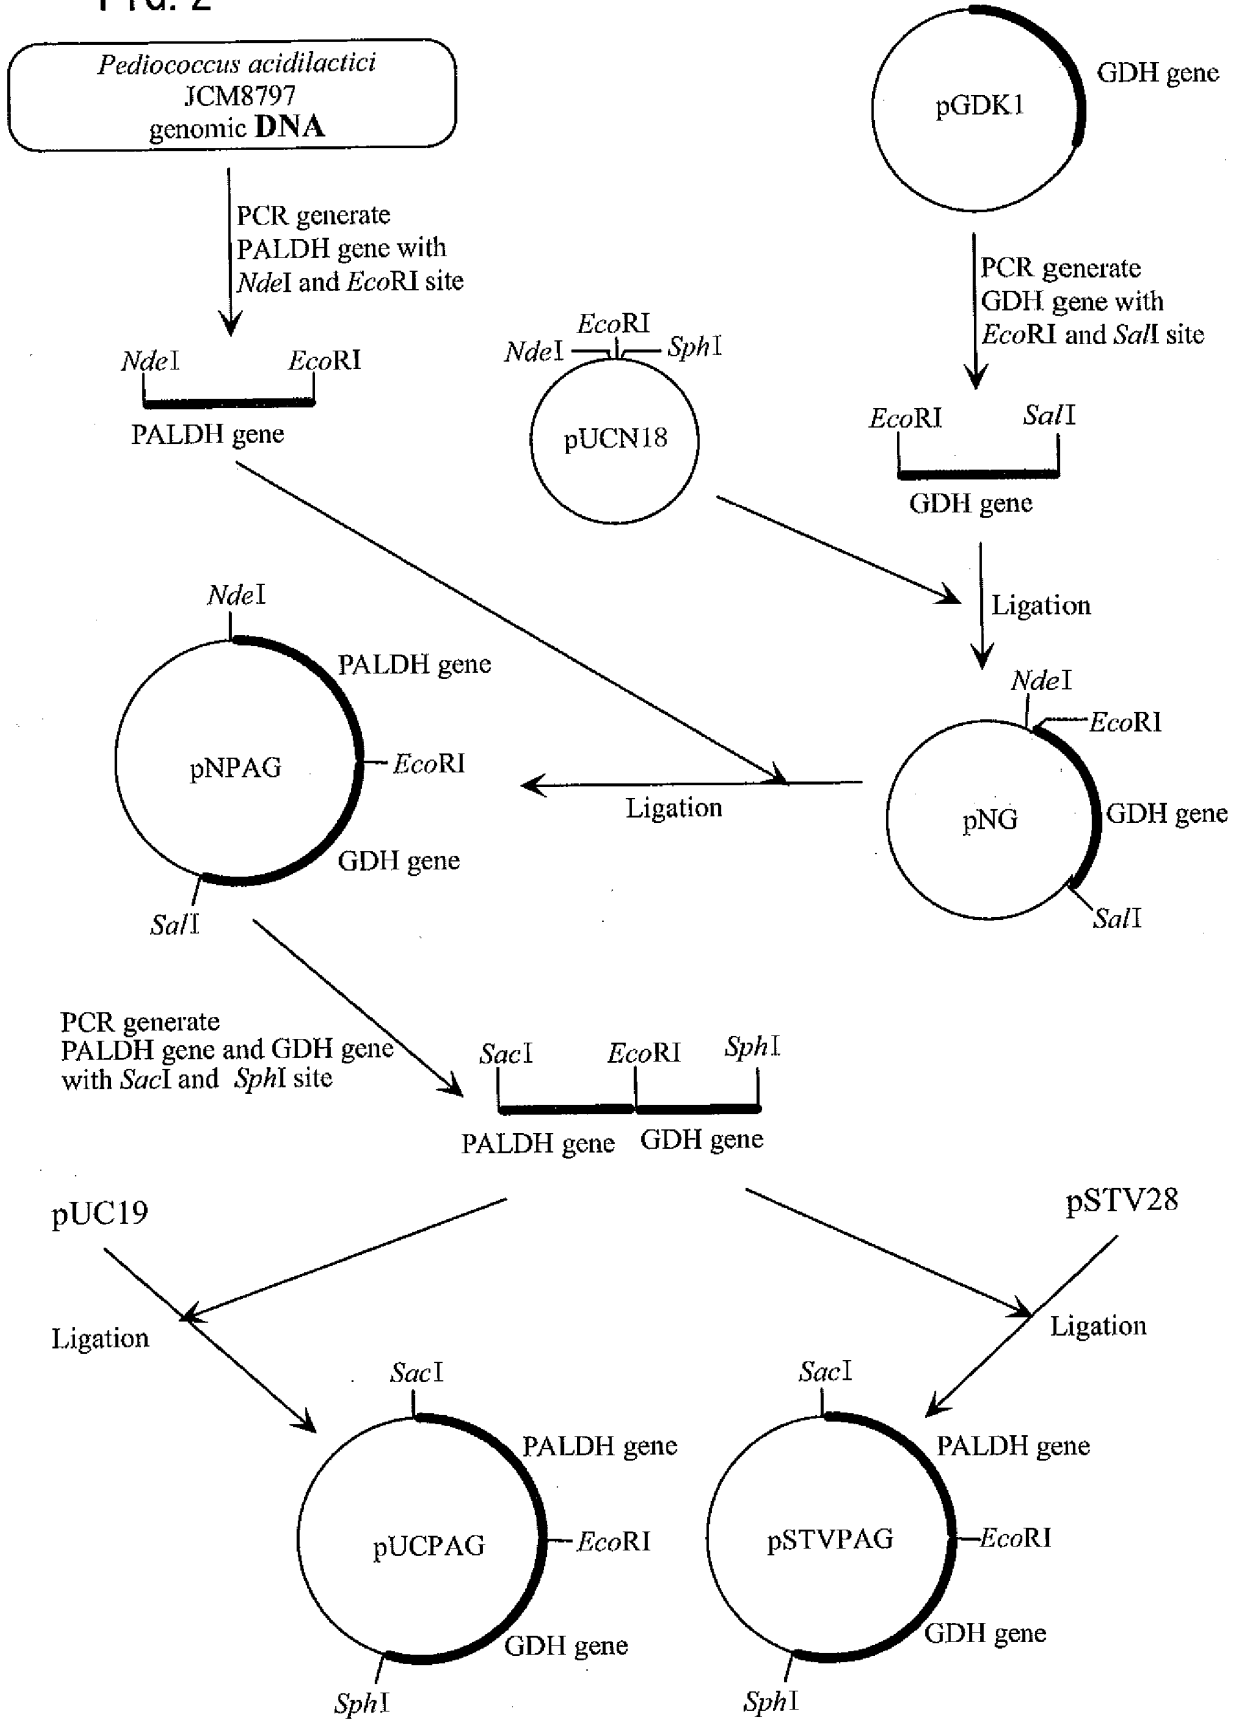 FIG. 2
Pediococcus acidilactici
JCM8797
genomic DNA
pGDK1
GDH gene
PCR generate
PALDH gene with
NdeI and EcoRI site
PCR generate
GDH gene with
EcoRI and SalI site
NdeI
EcoRI
PALDH gene
EcoRI
NdeI
SphI
pUCN18
EcoRI
SalI
GDH gene
Ligation
NdeI
PALDH gene
pNPAG
EcoRI
GDH gene
SalI
Ligation
NdeI
EcoRI
pNG
GDH gene
SalI
PCR generate
PALDH gene and GDH gene
with SacI and SphI site
SacI
EcoRI
SphI
PALDH gene
GDH gene
pUC19
Ligation
pSTV28
Ligation
SacI
PALDH gene
pUCPAG
EcoRI
GDH gene
SphI
SacI
PALDH gene
pSTVPAG
EcoRI
GDH gene
SphI